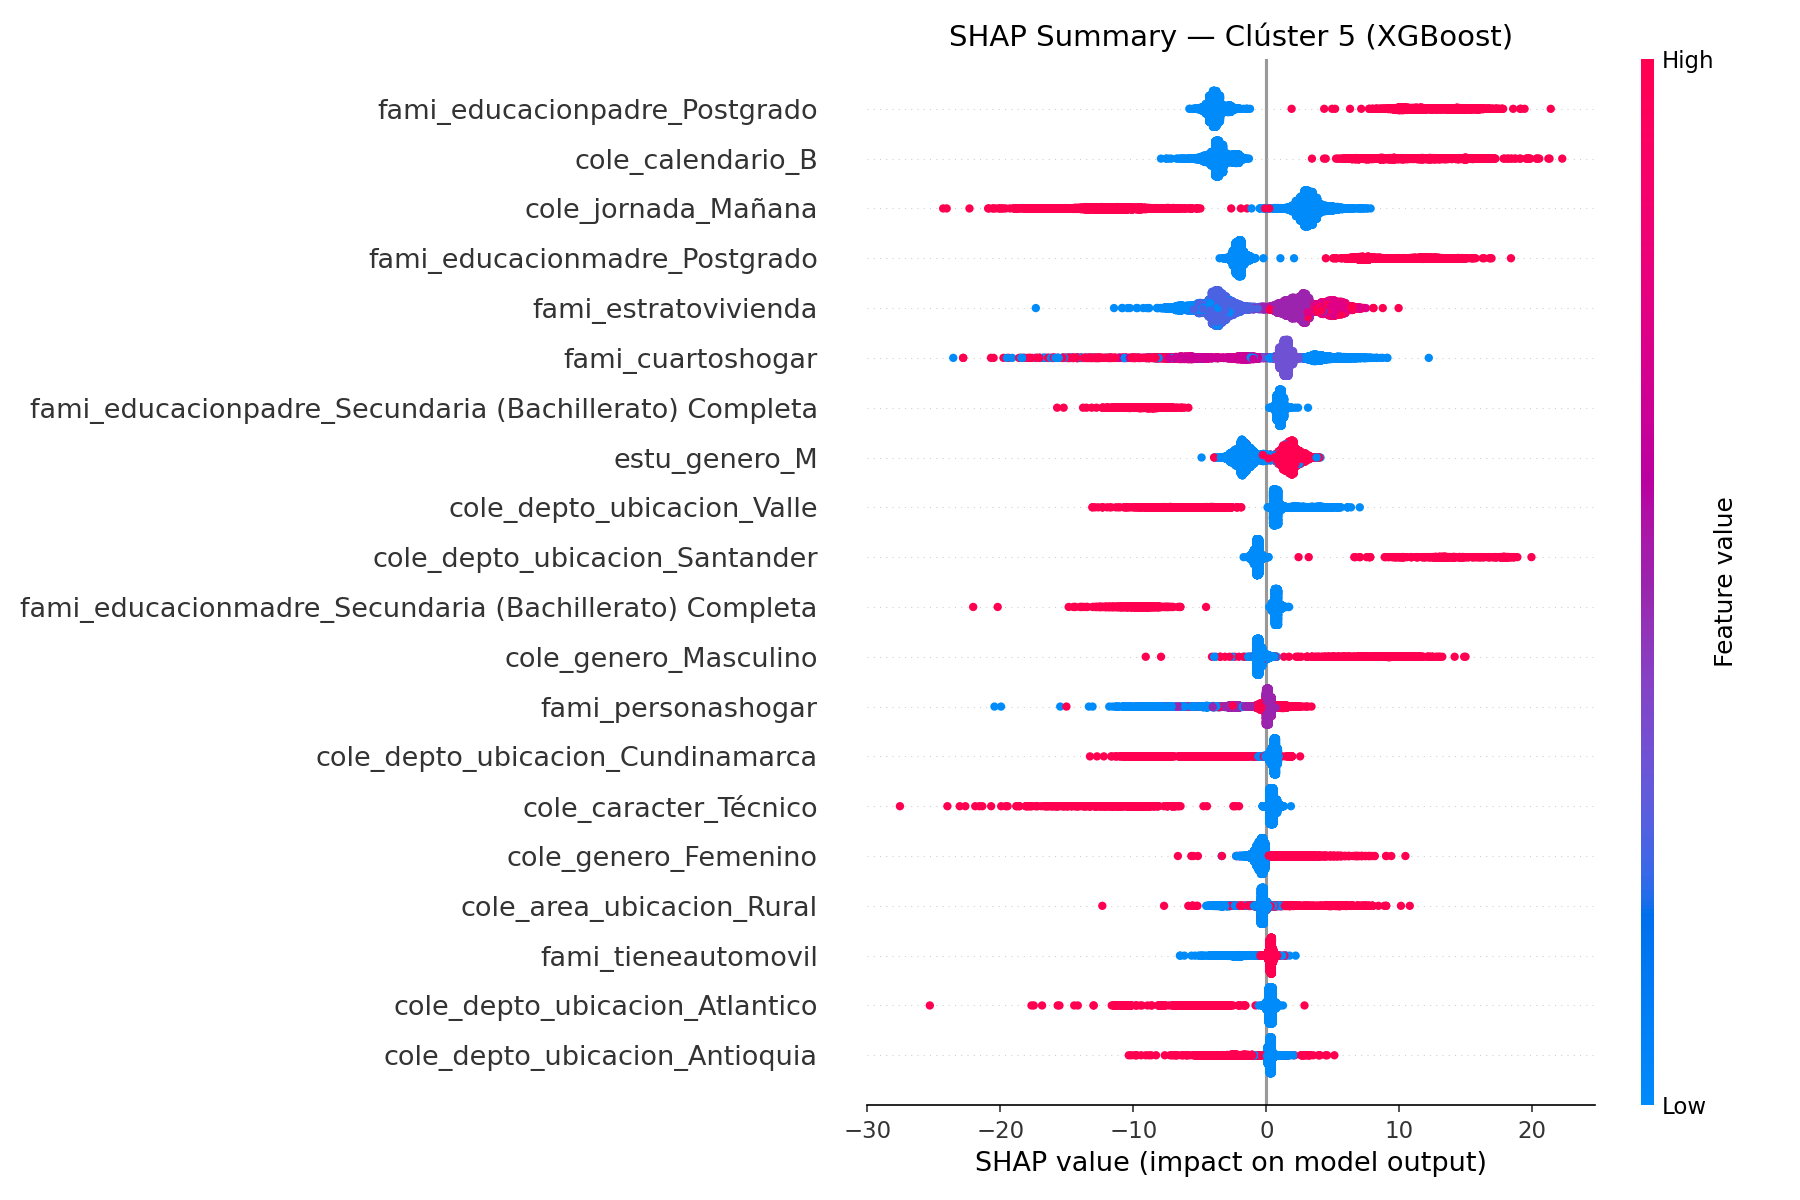 SHAP Summary — Clúster 5 (XGBoost)
High
fami_educacionpadre_Postgrado
cole_calendario_B
cole_jornada_Mañana
fami_educacionmadre_Postgrado
fami_estratovivienda
fami_cuartoshogar
fami_educacionpadre_Secundaria (Bachillerato) Completa
estu_genero_M
cole_depto_ubicacion_Valle
cole_depto_ubicacion_Santander
fami_educacionmadre_Secundaria (Bachillerato) Completa
cole_genero_Masculino
fami_personashogar
cole_depto_ubicacion_Cundinamarca
cole_caracter_Técnico
cole_genero_Femenino
cole_area_ubicacion_Rural
fami_tieneautomovil
cole_depto_ubicacion_Atlantico
cole_depto_ubicacion_Antioquia
Feature value
Low
−30 −20 −10 0 10 20
SHAP value (impact on model output)